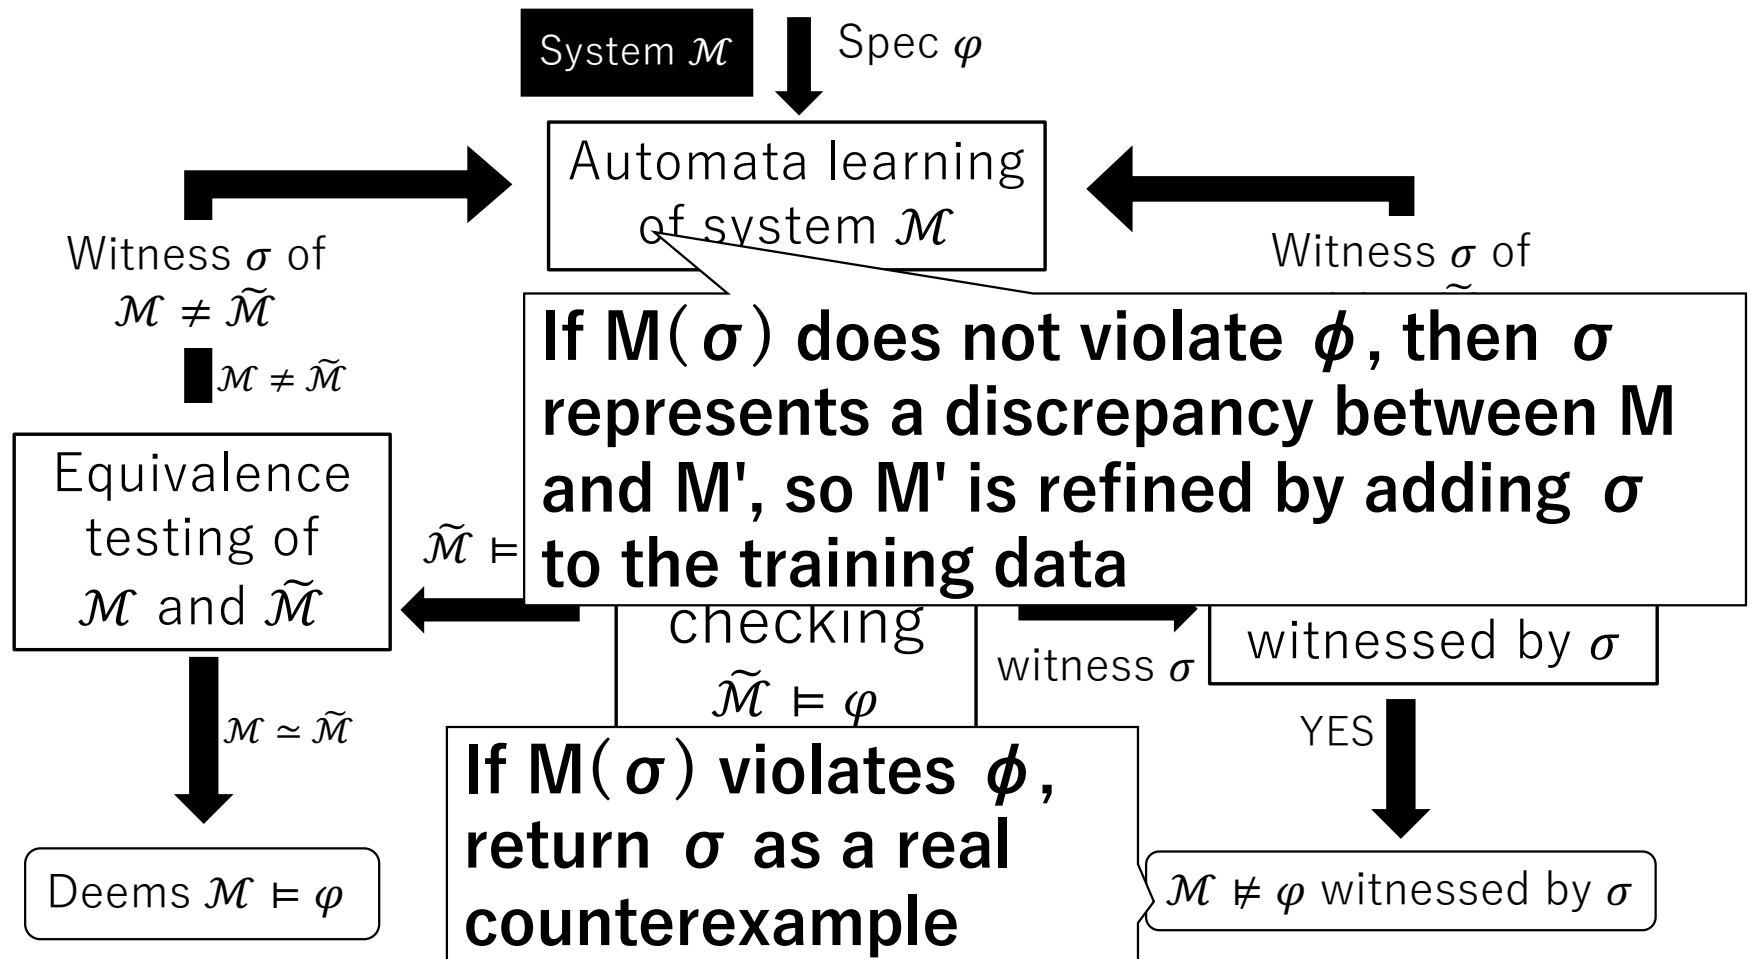 System ℳ
Spec φ
Automata learning
of system ℳ
Witness σ of
ℳ ≠ ℳ̃
ℳ ≠ ℳ̃
Witness σ of
If M(σ) does not violate ϕ, then σ
represents a discrepancy between M
and M', so M' is refined by adding σ
to the training data
Equivalence
testing of
ℳ and ℳ̃
ℳ̃ ⊨
checking
ℳ̃ ⊨ φ
witness σ
witnessed by σ
ℳ ≃ ℳ̃
YES
If M(σ) violates ϕ,
return σ as a real
counterexample
Deems ℳ ⊨ φ
ℳ ⊭ φ witnessed by σ